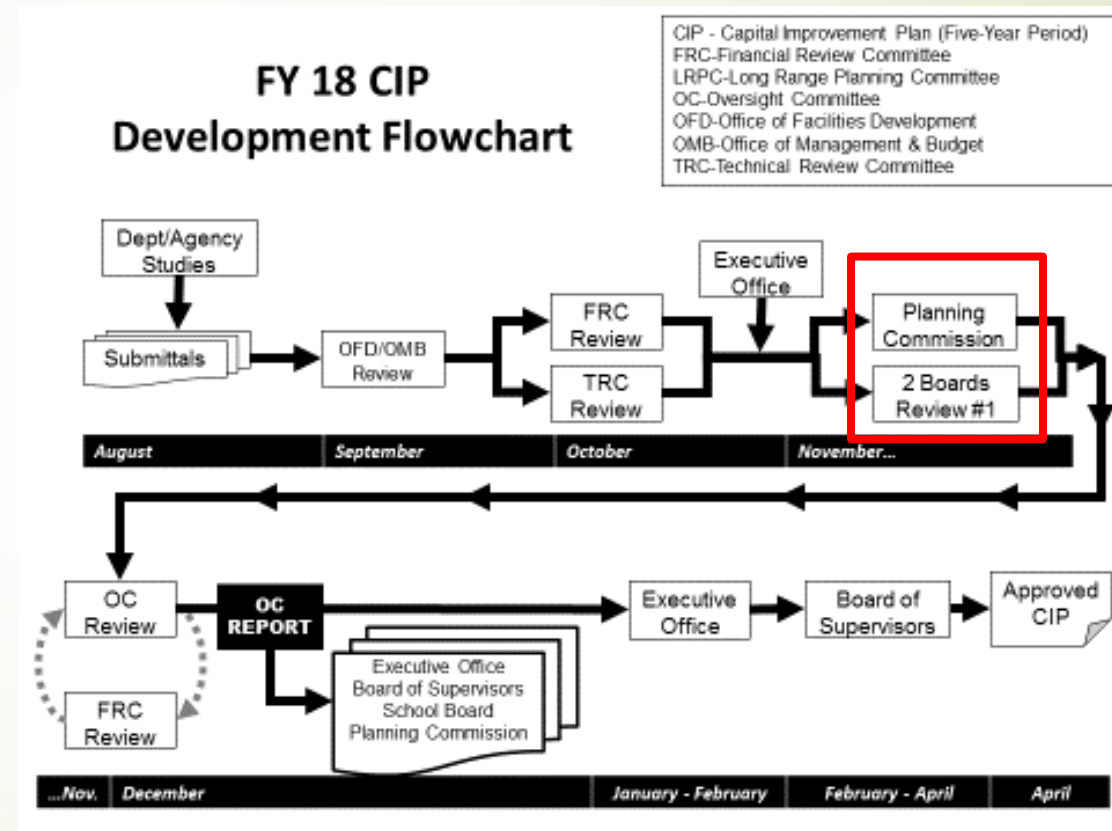 FY 18 CIP
Development Flowchart
CIP - Capital Improvement Plan (Five-Year Period)
FRC-Financial Review Committee
LRPC-Long Range Planning Committee
OC-Oversight Committee
OFD-Office of Facilities Development
OMB-Office of Management & Budget
TRC-Technical Review Committee
Dept/Agency
Studies
Submittals
OFD/OMB
Review
FRC
Review
TRC
Review
Executive
Office
Planning
Commission
2 Boards
Review #1
August
September
October
November...
OC
Review
FRC
Review
OC
REPORT
Executive Office
Board of Supervisors
School Board
Planning Commission
Executive
Office
Board of
Supervisors
Approved
CIP
...Nov.
December
January - February
February - April
April